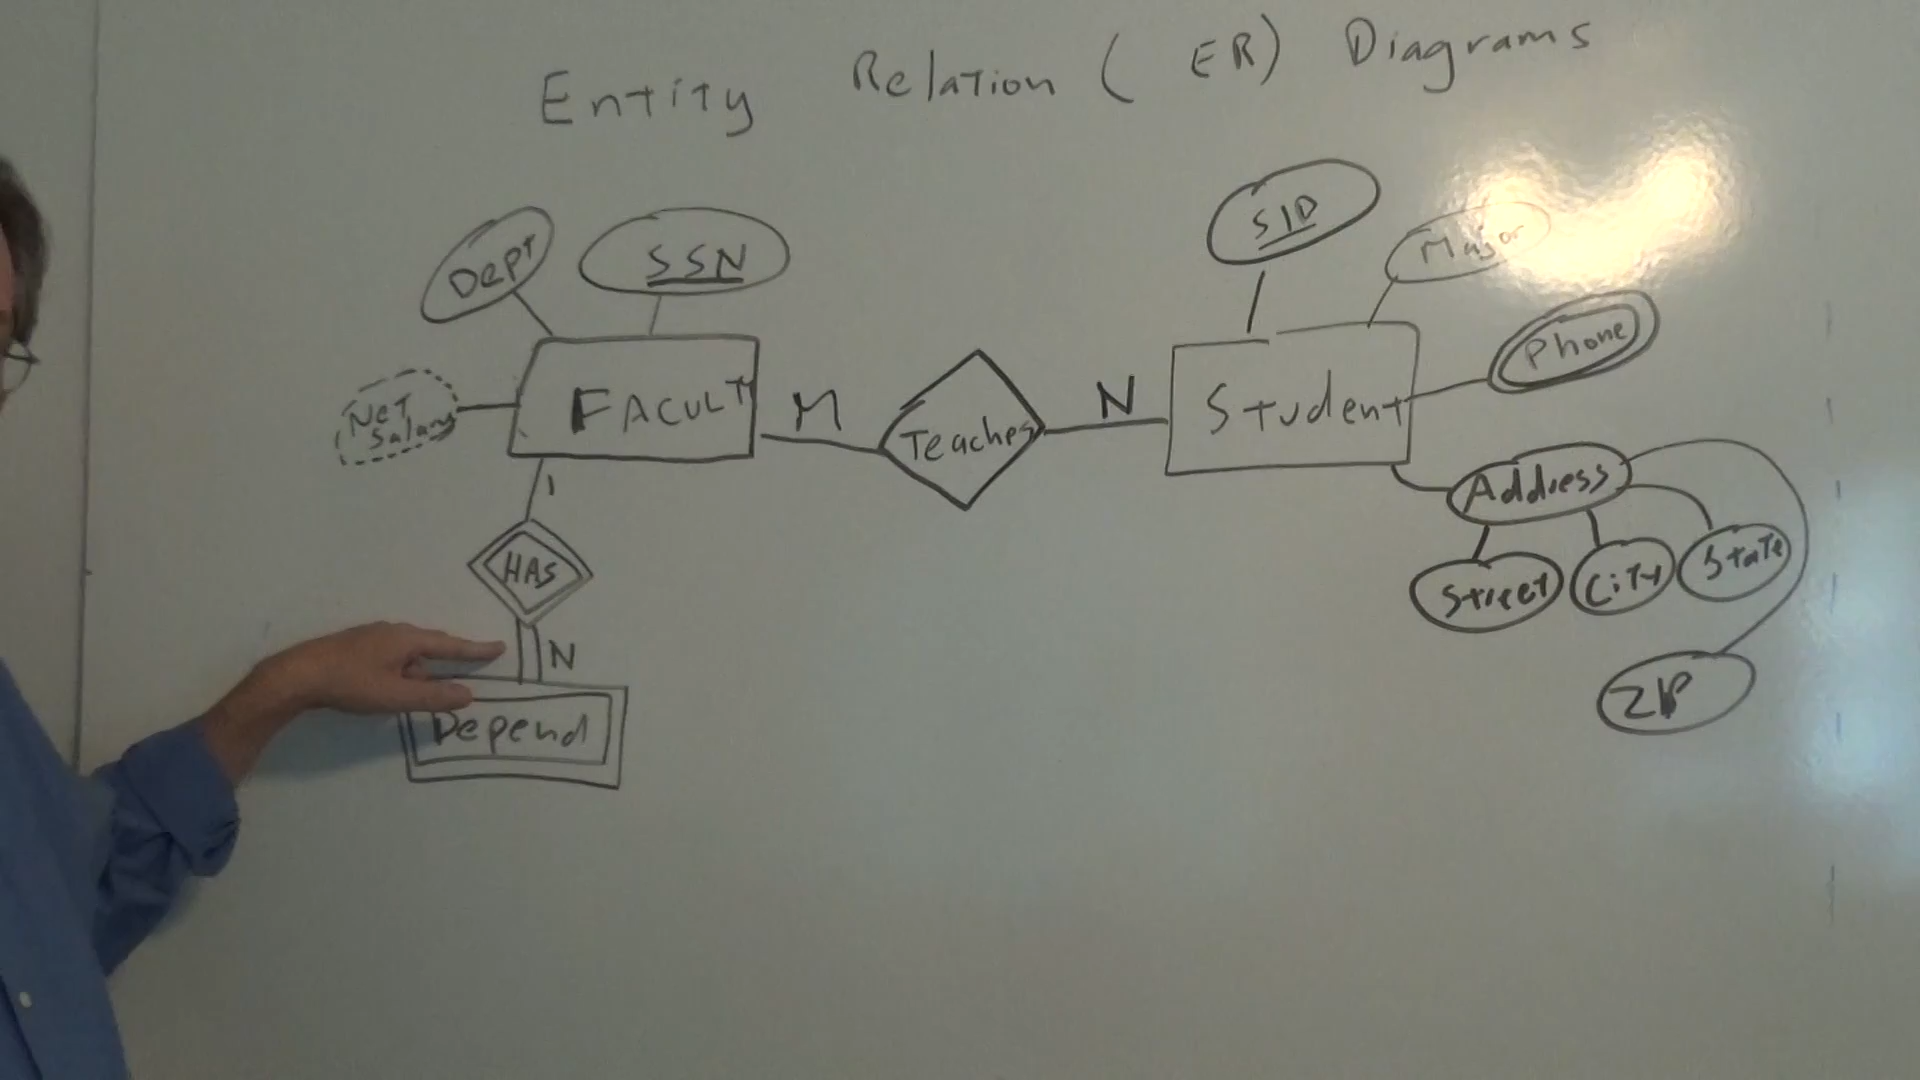 Entity Relation ( ER) Diagrams
SID
Dept
SSN
Major
Phone
Net
Salary
FACULT
M
Teaches
N
Student
Address
1
HAS
Street
City
State
N
ZIP
Depend